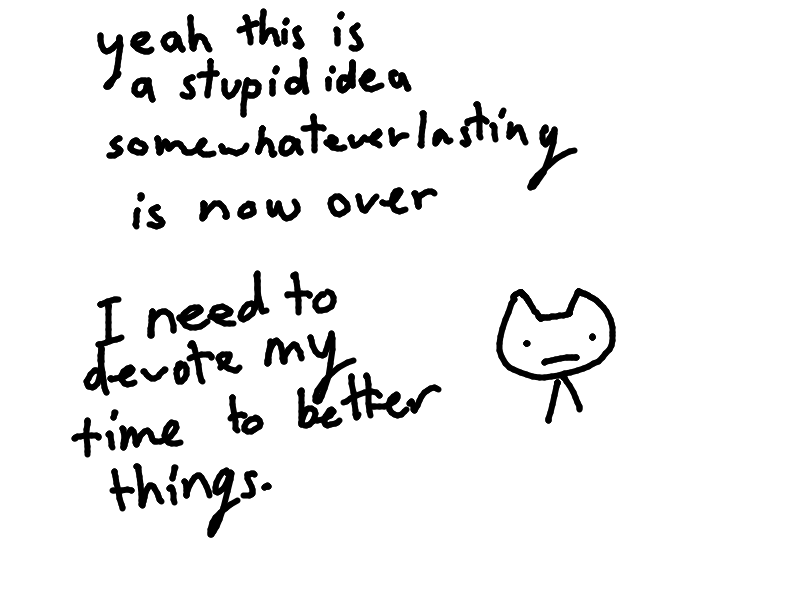 yeah this is
a stupid idea
somewhateverlasting
is now over
I need to
devote my
time to better
things.